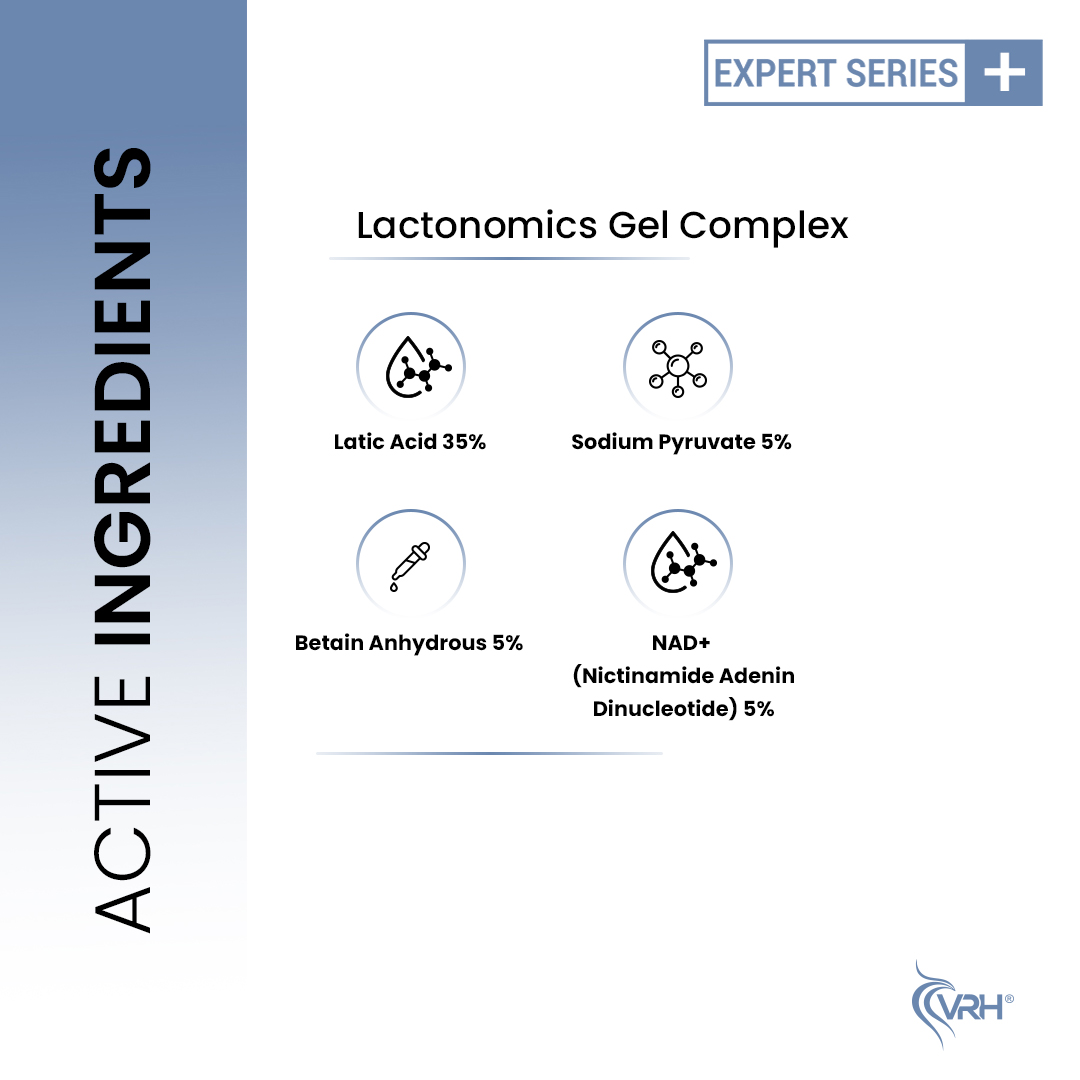 EXPERT SERIES +
ACTIVE INGREDIENTS
Lactonomics Gel Complex
Latic Acid 35%
Sodium Pyruvate 5%
Betain Anhydrous 5%
NAD+
(Nictinamide Adenin
Dinucleotide) 5%
VRH®